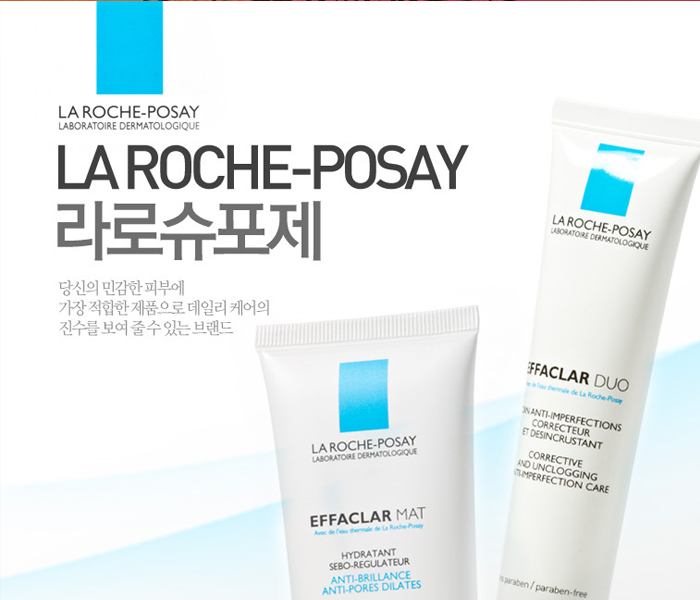 LA ROCHE-POSAY
LABORATOIRE DERMATOLOGIQUE
LA ROCHE-POSAY
라로슈포제
당신의 민감한 피부에
가장 적합한 제품으로 데일리 케어의
진수를 보여 줄 수 있는 브랜드
LA ROCHE-POSAY
LABORATOIRE DERMATOLOGIQUE
EFFACLAR MAT
Avec de l'eau thermale de La Roche-Posay
HYDRATANT
SEBO-REGULATEUR
ANTI-BRILLANCE
ANTI-PORES DILATES
LA ROCHE-POSAY
LABORATOIRE DERMATOLOGIQUE
EFFACLAR DUO
Avec de l'eau thermale de La Roche-Posay
ANTI-IMPERFECTIONS
CORRECTEUR
ET DESINCRUSTANT
CORRECTIVE
AND UNCLOGGING
ANTI-IMPERFECTION CARE
paraben / paraben-free